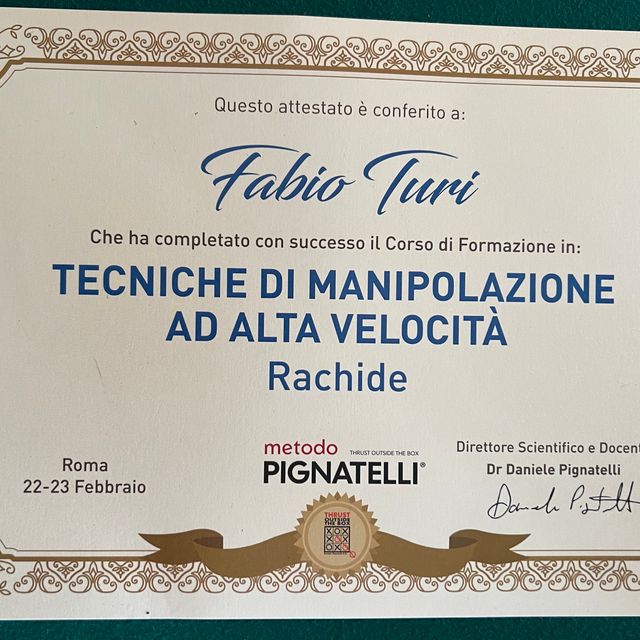 Questo attestato è conferito a:
Fabio Turi
Che ha completato con successo il Corso di Formazione in:
TECNICHE DI MANIPOLAZIONE
AD ALTA VELOCITÀ
Rachide
Roma
22-23 Febbraio
metodo THRUST OUTSIDE THE BOX
PIGNATELLI®
Direttore Scientifico e Docent
Dr Daniele Pignatelli
THRUST
OUTSIDE
THE BOX